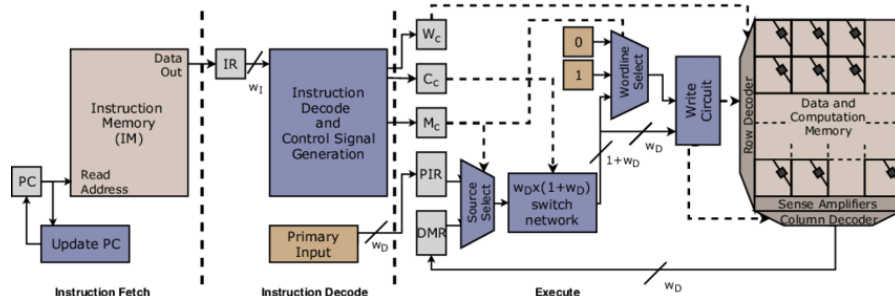 Data
Out
Instruction
Memory
(IM)
Read
Address
PC
Update PC
Instruction Fetch
IR
w_I
Instruction
Decode
and
Control Signal
Generation
Primary
Input
w_D
Instruction Decode
W_c
C_c
M_c
PIR
DMR
Source
Select
w_Dx(1+w_D)
switch
network
0
1
Wordline
Select
1+w_D
w_D
Write
Circuit
Row Decoder
Data and
Computation
Memory
Sense Amplifiers
Column Decoder
w_D
Execute